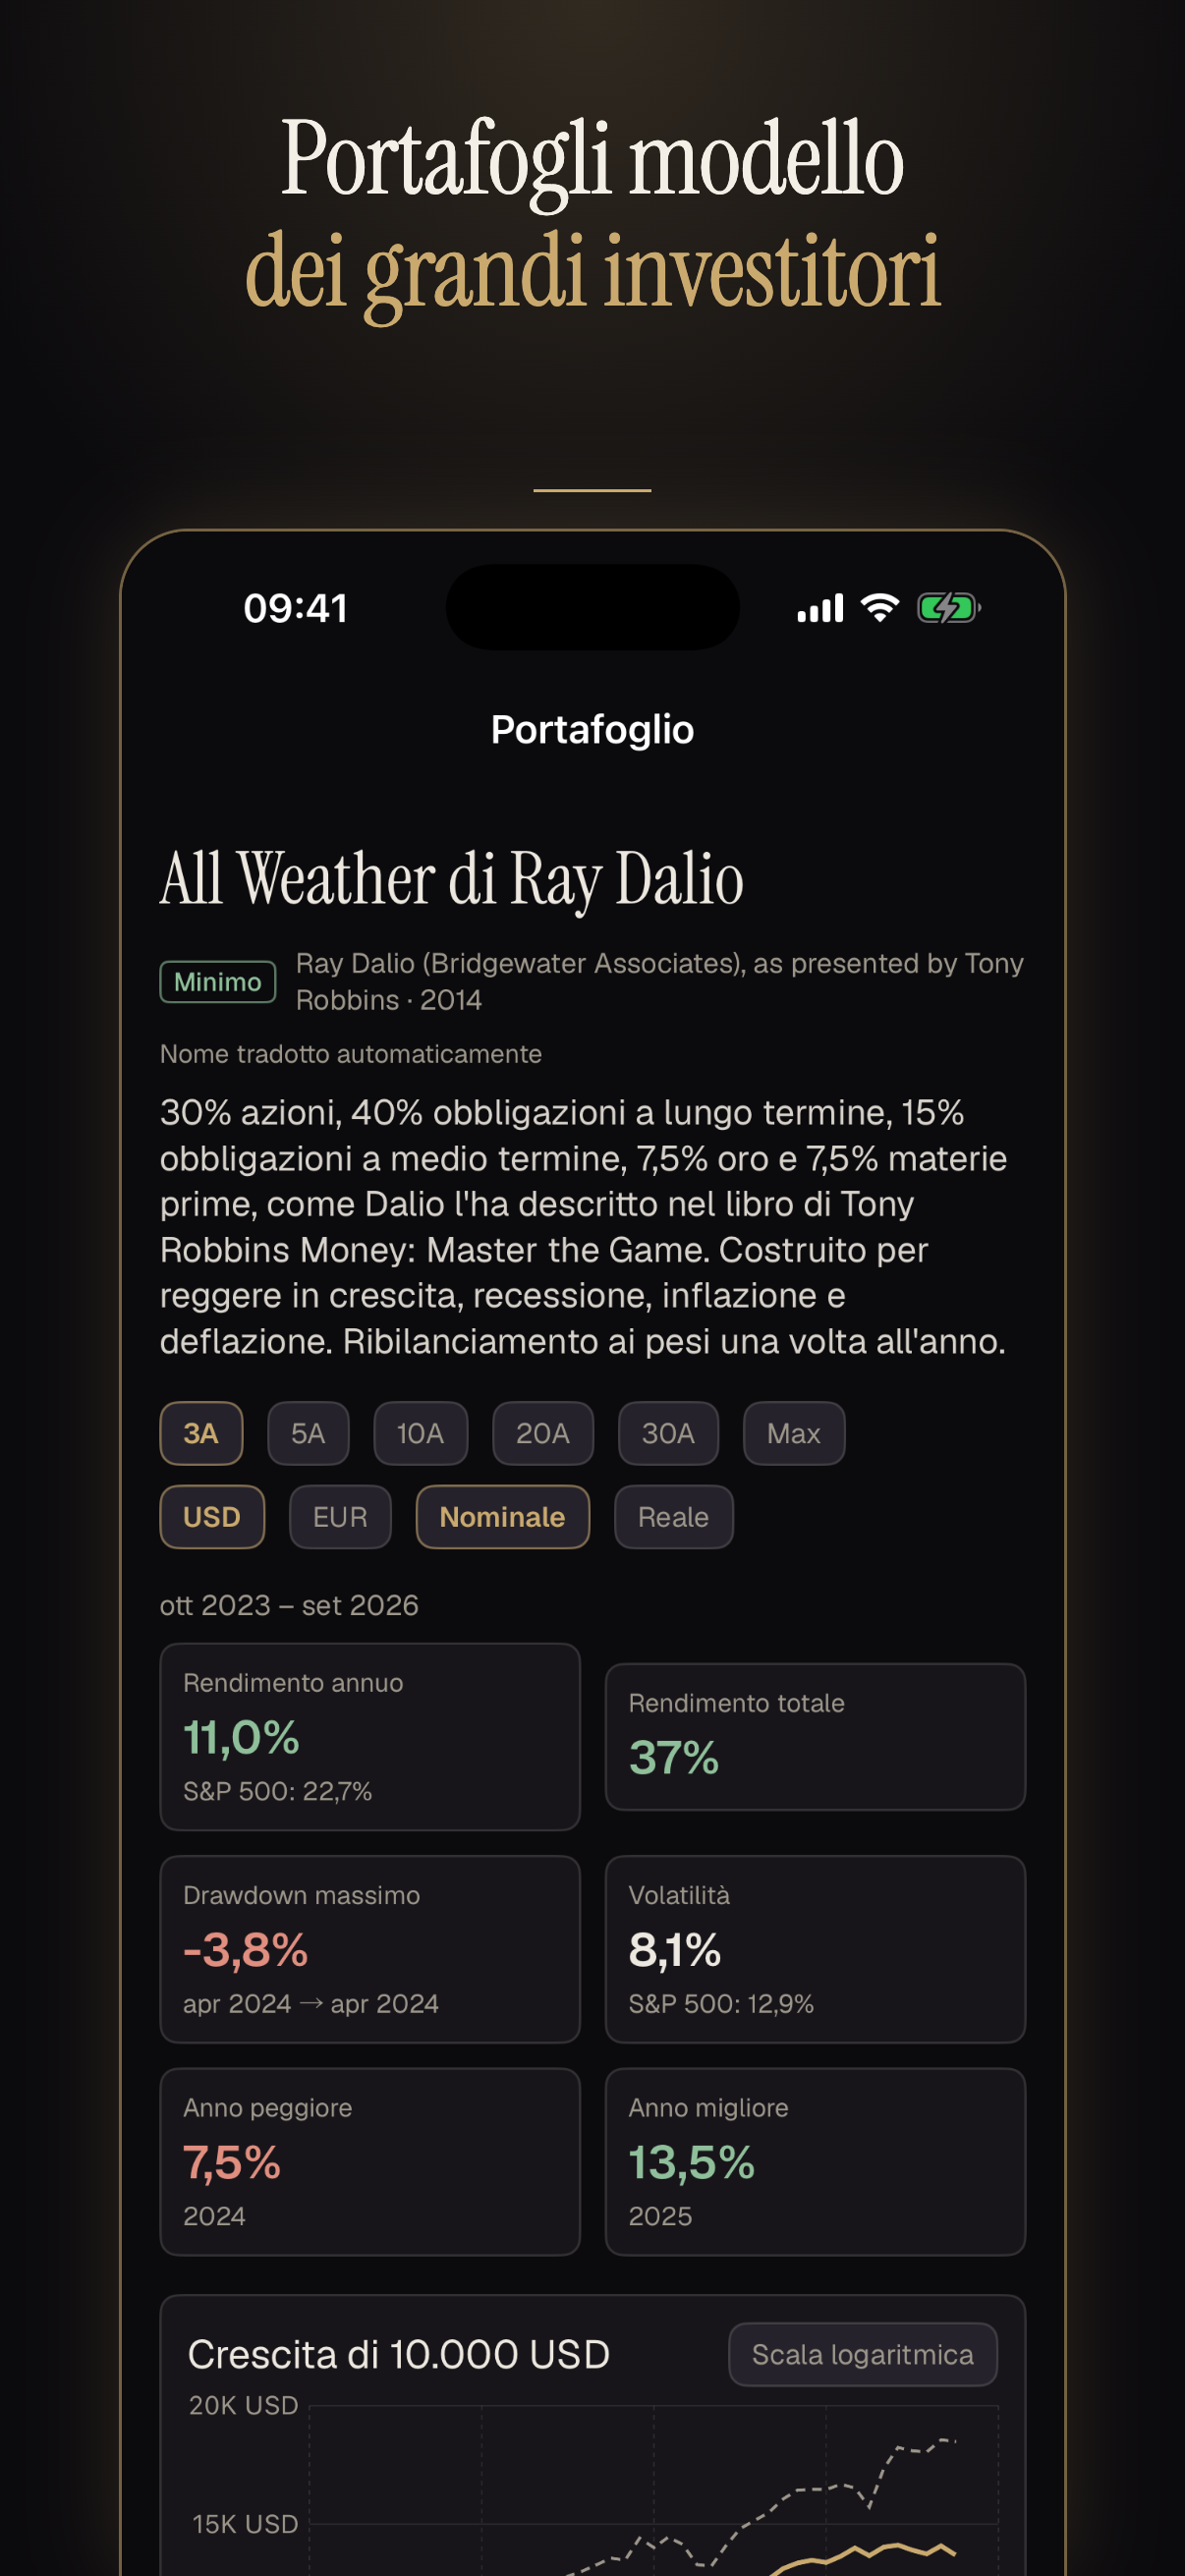 Portafogli modello
dei grandi investitori
09:41
Portafoglio
All Weather di Ray Dalio
Minimo
Ray Dalio (Bridgewater Associates), as presented by Tony
Robbins · 2014
Nome tradotto automaticamente
30% azioni, 40% obbligazioni a lungo termine, 15%
obbligazioni a medio termine, 7,5% oro e 7,5% materie
prime, come Dalio l'ha descritto nel libro di Tony
Robbins Money: Master the Game. Costruito per
reggere in crescita, recessione, inflazione e
deflazione. Ribilanciamento ai pesi una volta all'anno.
3A 5A 10A 20A 30A Max
USD EUR Nominale Reale
ott 2023 – set 2026
Rendimento annuo
11,0%
S&P 500: 22,7%
Rendimento totale
37%
Drawdown massimo
-3,8%
apr 2024 → apr 2024
Volatilità
8,1%
S&P 500: 12,9%
Anno peggiore
7,5%
2024
Anno migliore
13,5%
2025
Crescita di 10.000 USD
Scala logaritmica
20K USD
15K USD